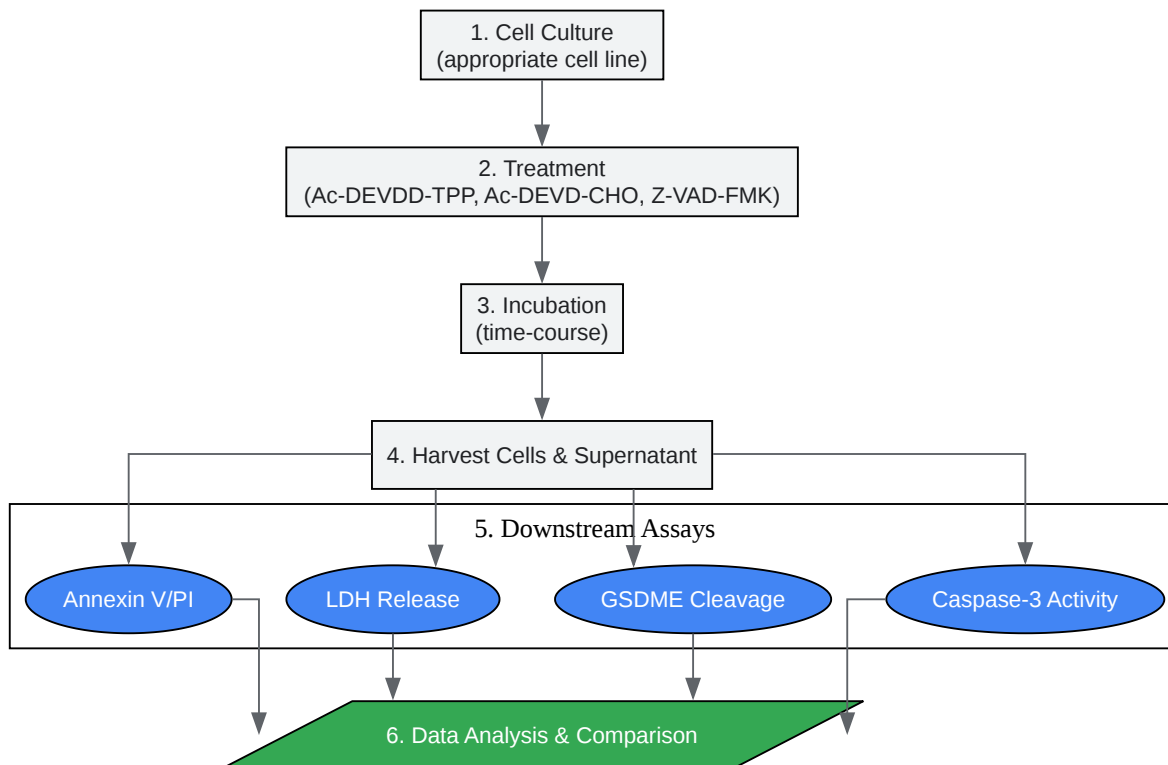 1. Cell Culture
(appropriate cell line)
2. Treatment
(Ac-DEVDD-TPP, Ac-DEVD-CHO, Z-VAD-FMK)
3. Incubation
(time-course)
4. Harvest Cells & Supernatant
5. Downstream Assays
Annexin V/PI
LDH Release
GSDME Cleavage
Caspase-3 Activity
6. Data Analysis & Comparison